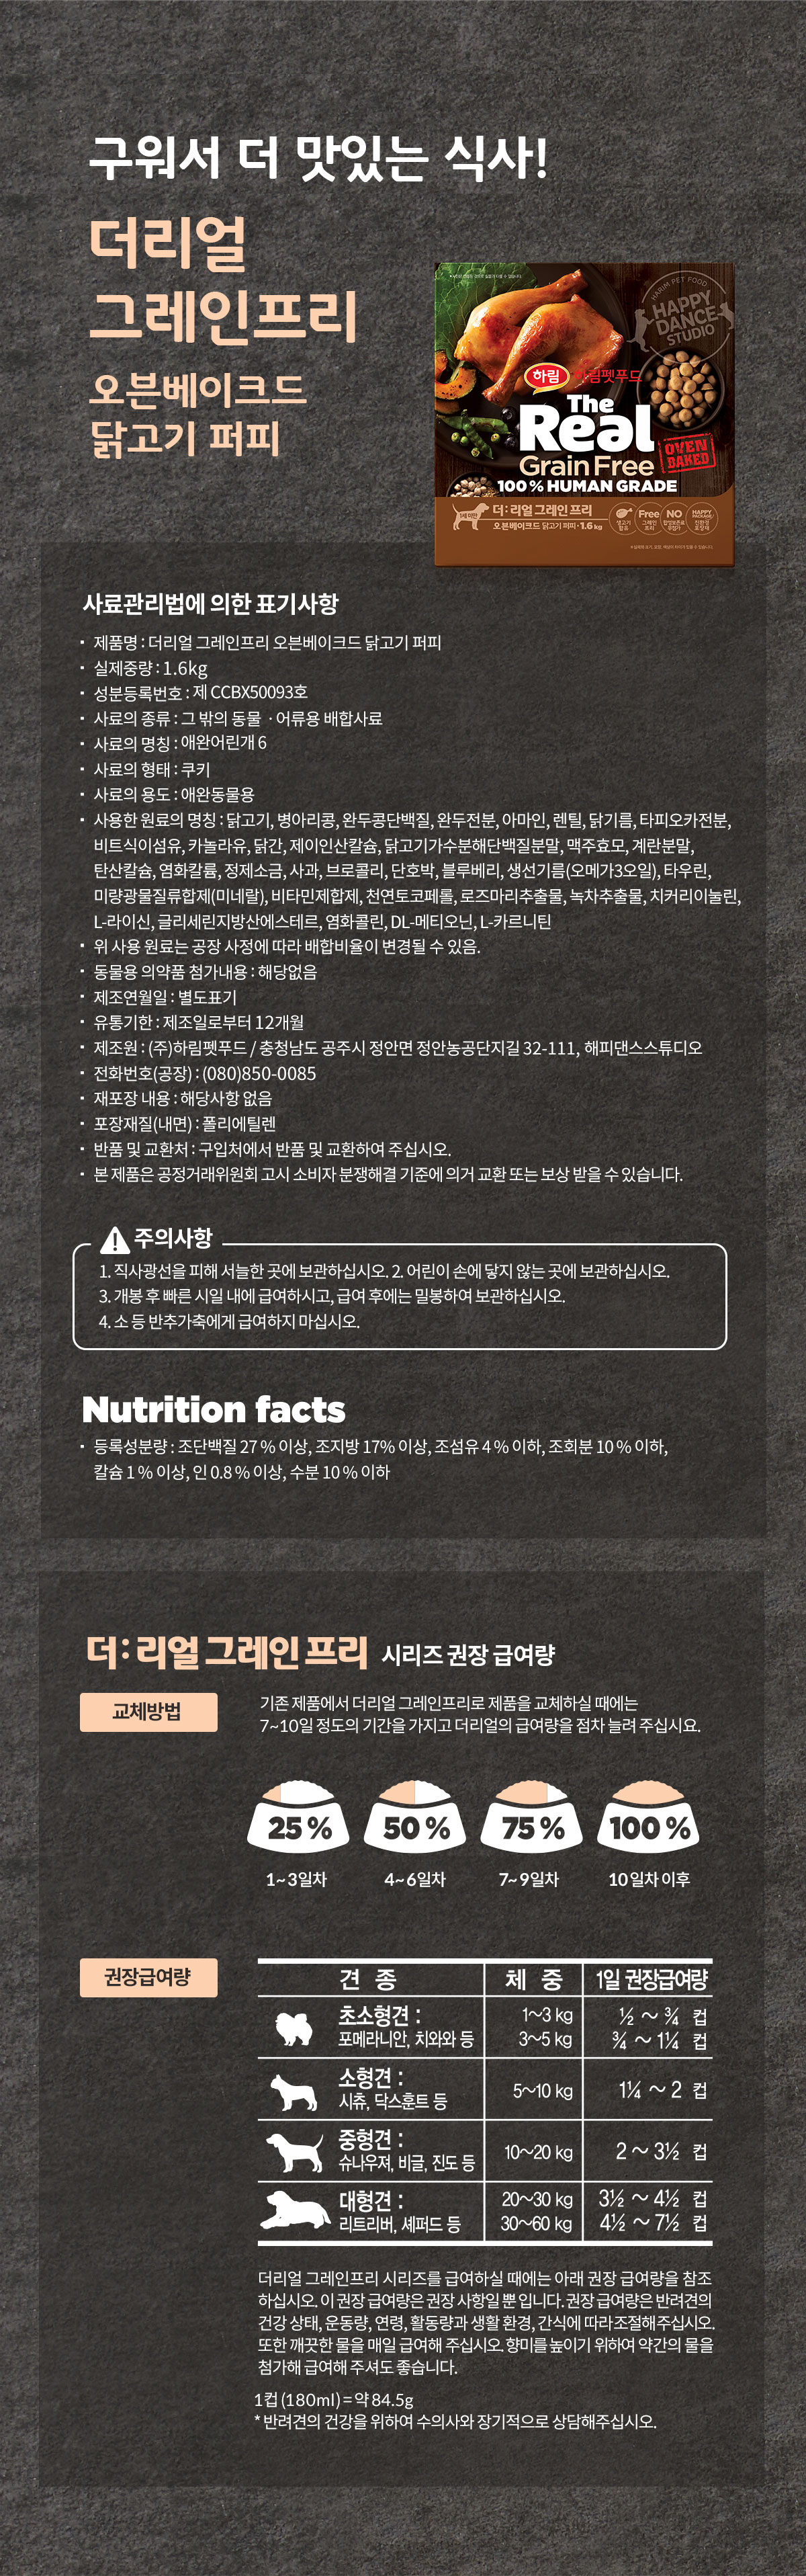 구워서 더 맛있는 식사!
더리얼
그레인프리
오븐베이크드
닭고기 퍼피
HARIM PET FOOD
HAPPY
DANCE
STUDIO
하림 하림펫푸드
The
Real
Grain Free
OVEN
BAKED
100% HUMAN GRADE
1세 미만
더:리얼 그레인 프리
오븐베이크드 닭고기 퍼피·1.6kg
Free
그레인
프리
NO
HAPPY
사료관리법에 의한 표기사항
· 제품명 : 더리얼 그레인프리 오븐베이크드 닭고기 퍼피
· 실제중량 : 1.6kg
· 성분등록번호 : 제 CCBX50093호
· 사료의 종류 : 그 밖의 동물 · 어류용 배합사료
· 사료의 명칭 : 애완어린개 6
· 사료의 형태 : 쿠키
· 사료의 용도 : 애완동물용
· 사용한 원료의 명칭 : 닭고기, 병아리콩, 완두콩단백질, 완두전분, 아마인, 렌틸, 닭기름, 타피오카전분,
비트식이섬유, 카놀라유, 닭간, 제이인산칼슘, 닭고기가수분해단백질분말, 맥주효모, 계란분말,
탄산칼슘, 염화칼륨, 정제소금, 사과, 브로콜리, 단호박, 블루베리, 생선기름(오메가3오일), 타우린,
미량광물질류합제(미네랄), 비타민제합제, 천연토코페롤, 로즈마리추출물, 녹차추출물, 치커리이눌린,
L-라이신, 글리세린지방산에스테르, 염화콜린, DL-메티오닌, L-카르니틴
· 위 사용 원료는 공장 사정에 따라 배합비율이 변경될 수 있음.
· 동물용 의약품 첨가내용 : 해당없음
· 제조연월일 : 별도표기
· 유통기한 : 제조일로부터 12개월
· 제조원 : (주)하림펫푸드 / 충청남도 공주시 정안면 정안농공단지길 32-111, 해피댄스스튜디오
· 전화번호(공장) : (080)850-0085
· 재포장 내용 : 해당사항 없음
· 포장재질(내면) : 폴리에틸렌
· 반품 및 교환처 : 구입처에서 반품 및 교환하여 주십시오.
· 본 제품은 공정거래위원회 고시 소비자 분쟁해결 기준에 의거 교환 또는 보상 받을 수 있습니다.
주의사항
1. 직사광선을 피해 서늘한 곳에 보관하십시오. 2. 어린이 손에 닿지 않는 곳에 보관하십시오.
3. 개봉 후 빠른 시일 내에 급여하시고, 급여 후에는 밀봉하여 보관하십시오.
4. 소 등 반추가축에게 급여하지 마십시오.
Nutrition facts
· 등록성분량 : 조단백질 27 % 이상, 조지방 17% 이상, 조섬유 4 % 이하, 조회분 10 % 이하,
칼슘 1 % 이상, 인 0.8 % 이상, 수분 10 % 이하
더:리얼 그레인 프리 시리즈 권장 급여량
교체방법
기존 제품에서 더리얼 그레인프리로 제품을 교체하실 때에는
7~10일 정도의 기간을 가지고 더리얼의 급여량을 점차 늘려 주십시요.
25 % 50 % 75 % 100 %
1~3일차 4~6일차 7~9일차 10일차 이후
권장급여량
견 종 체 중 1일 권장급여량
초소형견 : 1~3 kg ½ ~ ¾ 컵
포메라니안, 치와와 등 3~5 kg ¾ ~ 1¼ 컵
소형견 :
시츄, 닥스훈트 등 5~10 kg 1¼ ~ 2 컵
중형견 :
슈나우져, 비글, 진도 등 10~20 kg 2 ~ 3½ 컵
대형견 : 20~30 kg 3½ ~ 4½ 컵
리트리버, 셰퍼드 등 30~60 kg 4½ ~ 7½ 컵
더리얼 그레인프리 시리즈를 급여하실 때에는 아래 권장 급여량을 참조
하십시오. 이 권장 급여량은 권장 사항일 뿐 입니다. 권장 급여량은 반려견의
건강 상태, 운동량, 연령, 활동량과 생활 환경, 간식에 따라 조절해주십시오.
또한 깨끗한 물을 매일 급여해 주십시오. 향미를 높이기 위하여 약간의 물을
첨가해 급여해 주셔도 좋습니다.
1컵 (180ml) = 약 84.5g
* 반려견의 건강을 위하여 수의사와 장기적으로 상담해주십시오.